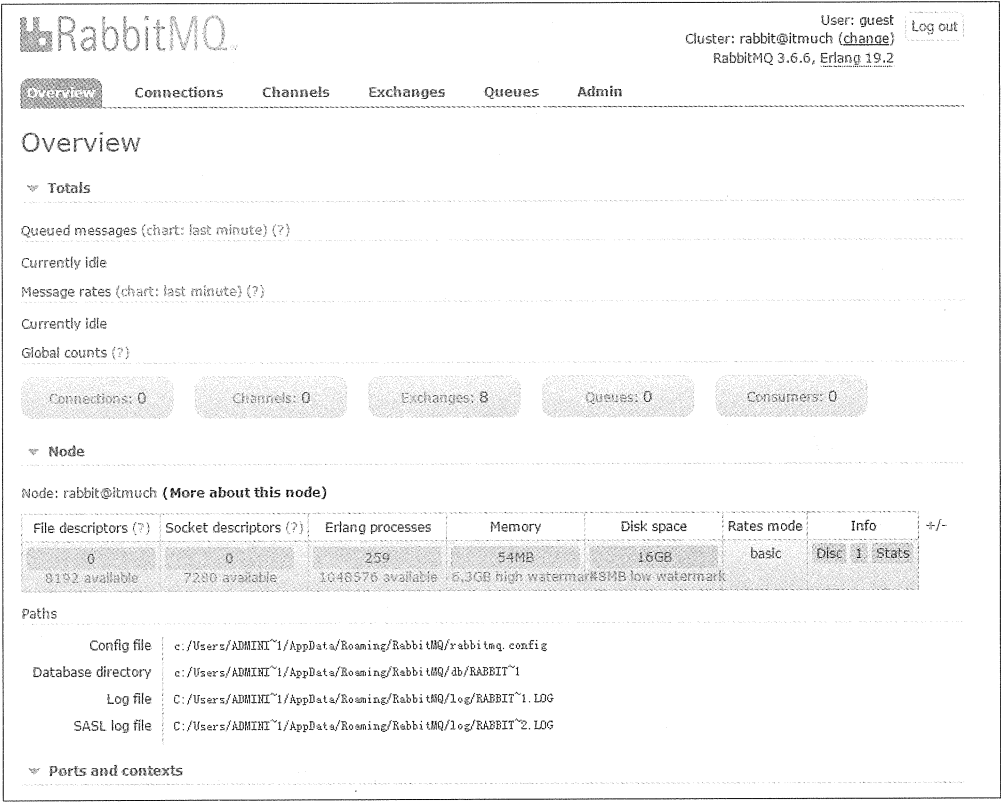 RabbitMQ
User: guest
Log out
Cluster: rabbit@itmuch (change)
RabbitMQ 3.6.6, Erlang 19.2
Overview Connections Channels Exchanges Queues Admin
Overview
Totals
Queued messages (chart: last minute) (?)
Currently idle
Message rates (chart: last minute) (?)
Currently idle
Global counts (?)
Connections: 0 Channels: 0 Exchanges: 8 Queues: 0 Consumers: 0
Node
Node: rabbit@itmuch (More about this node)
File descriptors (?) Socket descriptors (?) Erlang processes Memory Disk space Rates mode Info +/-
0 0 259 54MB 16GB basic Disc 1 Stats
8192 available 7280 available 1048576 available 6.3GB high watermark 48MB low watermark
Paths
Config file c:/Users/ADMINI~1/AppData/Roaming/RabbitMQ/rabbitmq.config
Database directory c:/Users/ADMINI~1/AppData/Roaming/RabbitMQ/db/RABBIT~1
Log file C:/Users/ADMINI~1/AppData/Roaming/RabbitMQ/log/RABBIT~1.LOG
SASL log file C:/Users/ADMINI~1/AppData/Roaming/RabbitMQ/log/RABBIT~2.LOG
Ports and contexts